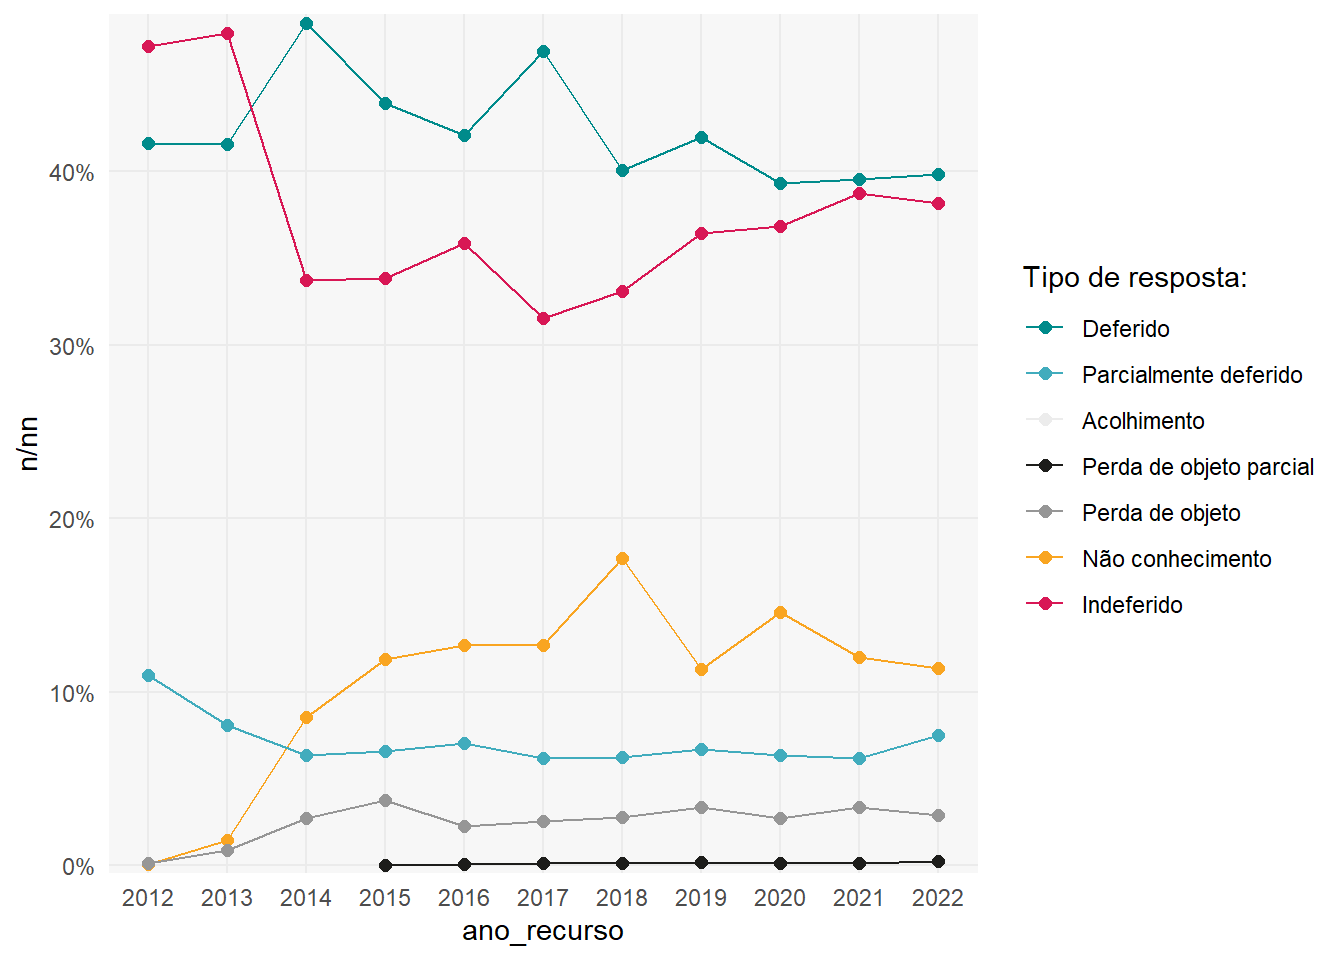 40%
30%
20%
10%
0%
n/nn
2012 2013 2014 2015 2016 2017 2018 2019 2020 2021 2022
ano_recurso
Tipo de resposta:
Deferido
Parcialmente deferido
Acolhimento
Perda de objeto parcial
Perda de objeto
Não conhecimento
Indeferido